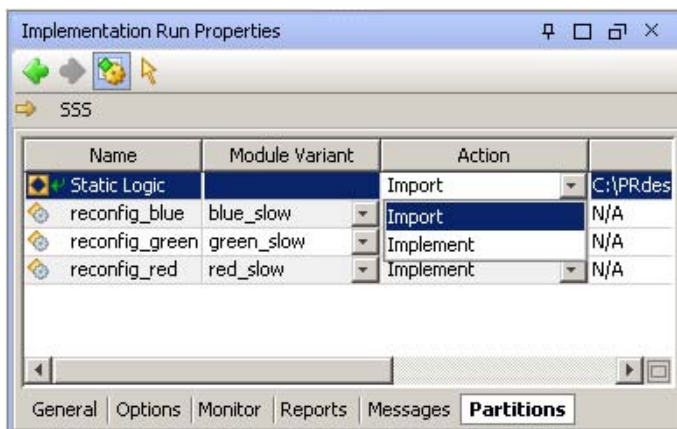 Implementation Run Properties
SSS
Name Module Variant Action
Static Logic Import C:\PRdes
reconfig_blue blue_slow Import N/A
reconfig_green green_slow Implement N/A
reconfig_red red_slow Implement N/A
General Options Monitor Reports Messages Partitions